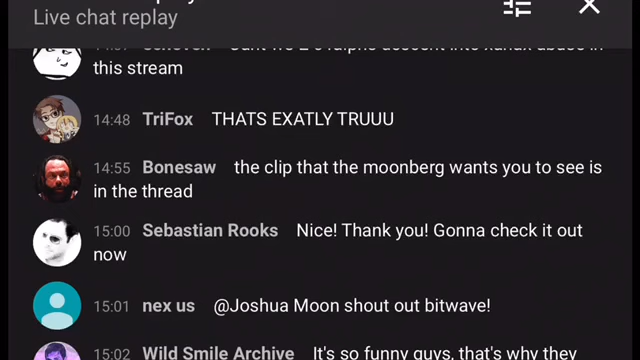 Live chat replay
this stream
14:48 TriFox THATS EXATLY TRUUU
14:55 Bonesaw the clip that the moonberg wants you to see is
in the thread
15:00 Sebastian Rooks Nice! Thank you! Gonna check it out
now
15:01 nex us @Joshua Moon shout out bitwave!
15:02 Wild Smile Archive It's so funny guys, that's why they